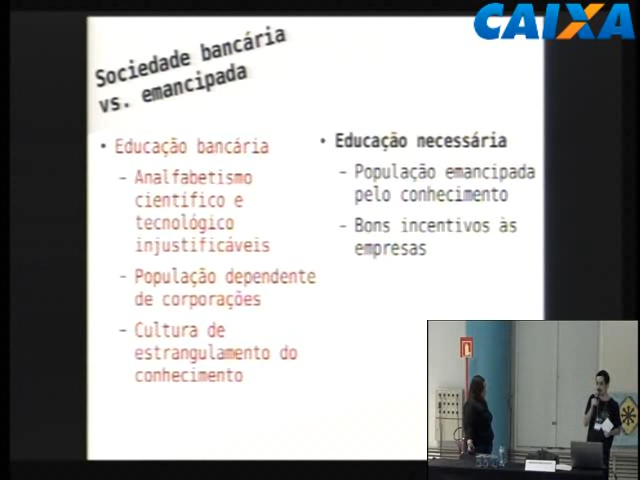 CAIXA
Sociedade bancária
vs. emancipada
• Educação bancária
– Analfabetismo
científico e
tecnológico
injustificáveis
– População dependente
de corporações
– Cultura de
estrangulamento do
conhecimento
• Educação necessária
– População emancipada
pelo conhecimento
– Bons incentivos às
empresas